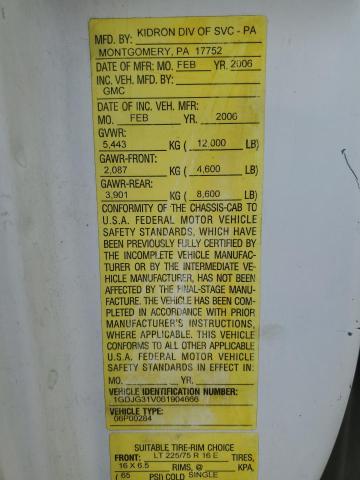 MFD. BY: KIDRON DIV OF SVC - PA
MONTGOMERY, PA 17752
DATE OF MFR: MO. FEB YR. 2006
INC. VEH. MFD. BY:
GMC
DATE OF INC. VEH. MFR:
MO. FEB YR. 2006
GVWR:
5,443 KG ( 12,000 LB)
GAWR-FRONT:
2,087 KG ( 4,600 LB)
GAWR-REAR:
3,901 KG ( 8,600 LB)
CONFORMITY OF THE CHASSIS-CAB TO
U.S.A. FEDERAL MOTOR VEHICLE
SAFETY STANDARDS, WHICH HAVE
BEEN PREVIOUSLY FULLY CERTIFIED BY
THE INCOMPLETE VEHICLE MANUFAC-
TURER OR BY THE INTERMEDIATE VE-
HICLE MANUFACTURER, HAS NOT BEEN
AFFECTED BY THE FINAL-STAGE MANU-
FACTURE. THE VEHICLE HAS BEEN COM-
PLETED IN ACCORDANCE WITH PRIOR
MANUFACTURER'S INSTRUCTIONS,
WHERE APPLICABLE. THIS VEHICLE
CONFORMS TO ALL OTHER APPLICABLE
U.S.A. FEDERAL MOTOR VEHICLE
SAFETY STANDARDS IN EFFECT IN:
MO. YR.
VEHICLE IDENTIFICATION NUMBER:
1GDJG31V061904666
VEHICLE TYPE:
06P00284
SUITABLE TIRE-RIM CHOICE
FRONT: LT 225/75 R 16 E TIRES,
16 X 6.5 RIMS, @ KPA,
( 65 PSI) COLD SINGLE